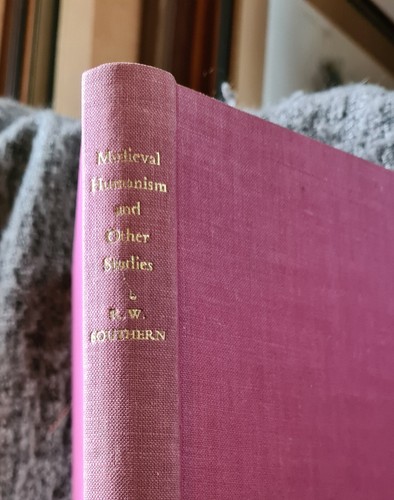 Medieval
Humanism
and
Other
Studies
R.W.
SOUTHERN